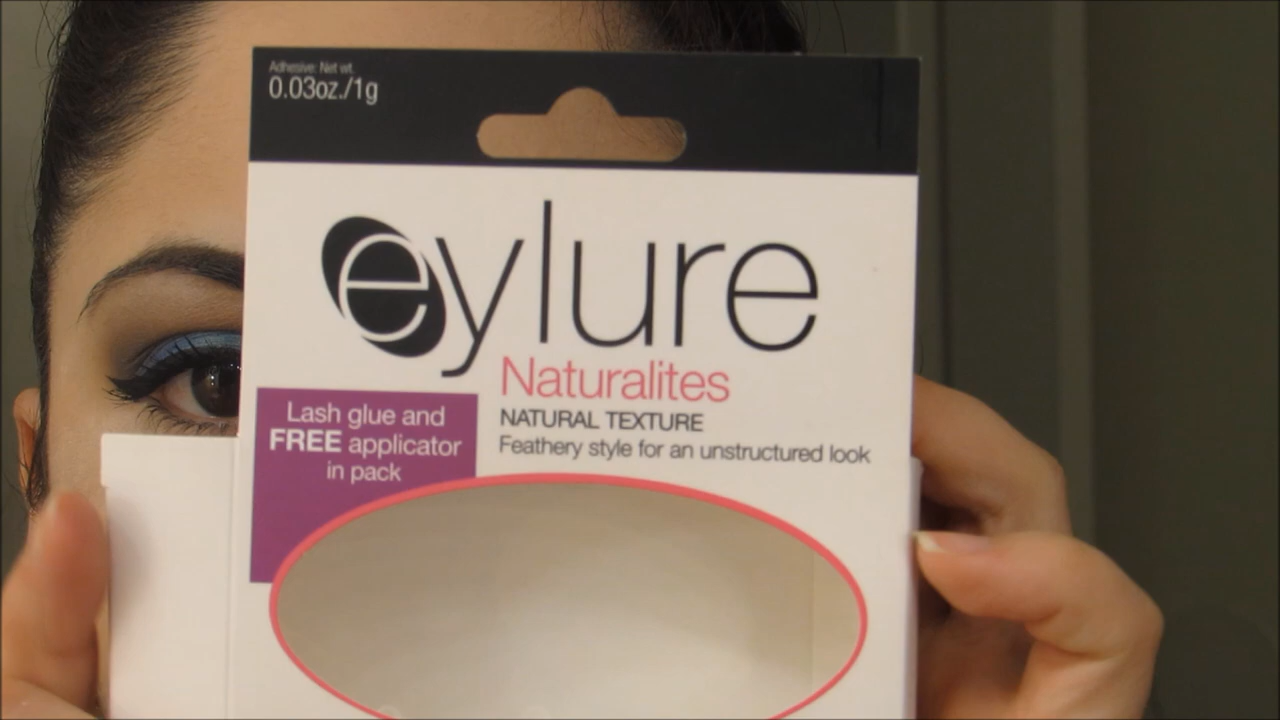 Adhesive: Net wt.
0.03oz./1g
eylure
Naturalites
NATURAL TEXTURE
Feathery style for an unstructured look
Lash glue and
FREE applicator
in pack